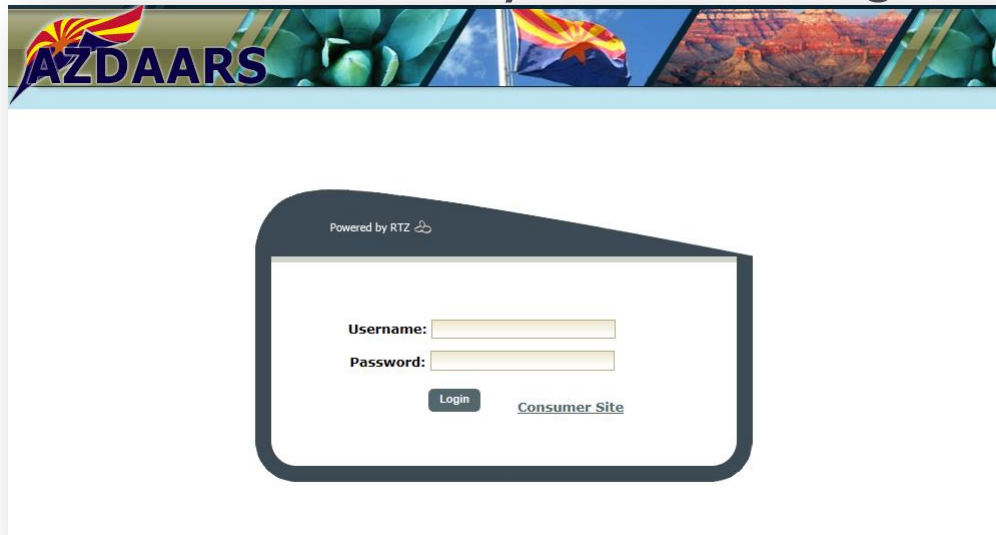 AZDAARS
Powered by RTZ
Username:
Password:
Login
Consumer Site